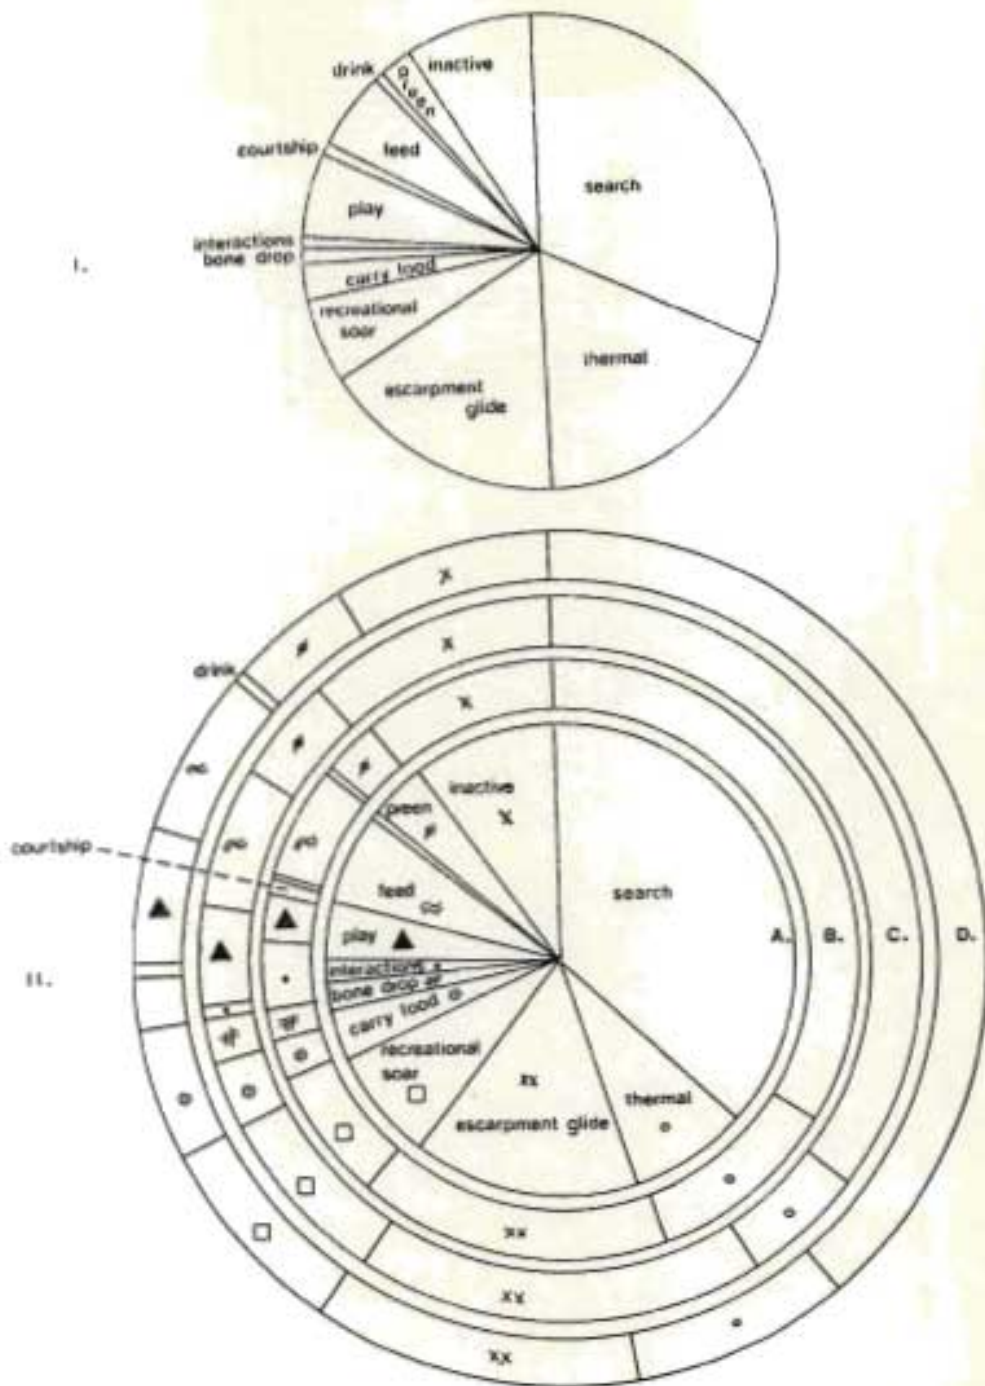 I.
drink
preen
inactive
courtship
feed
search
play
interactions
bone drop
carry food
recreational
soar
thermal
escarpment
glide
II.
drink
courtship
preen
inactive
feed
search
play
interactions
bone drop
carry food
recreational
soar
escarpment glide
thermal
A.
B.
C.
D.